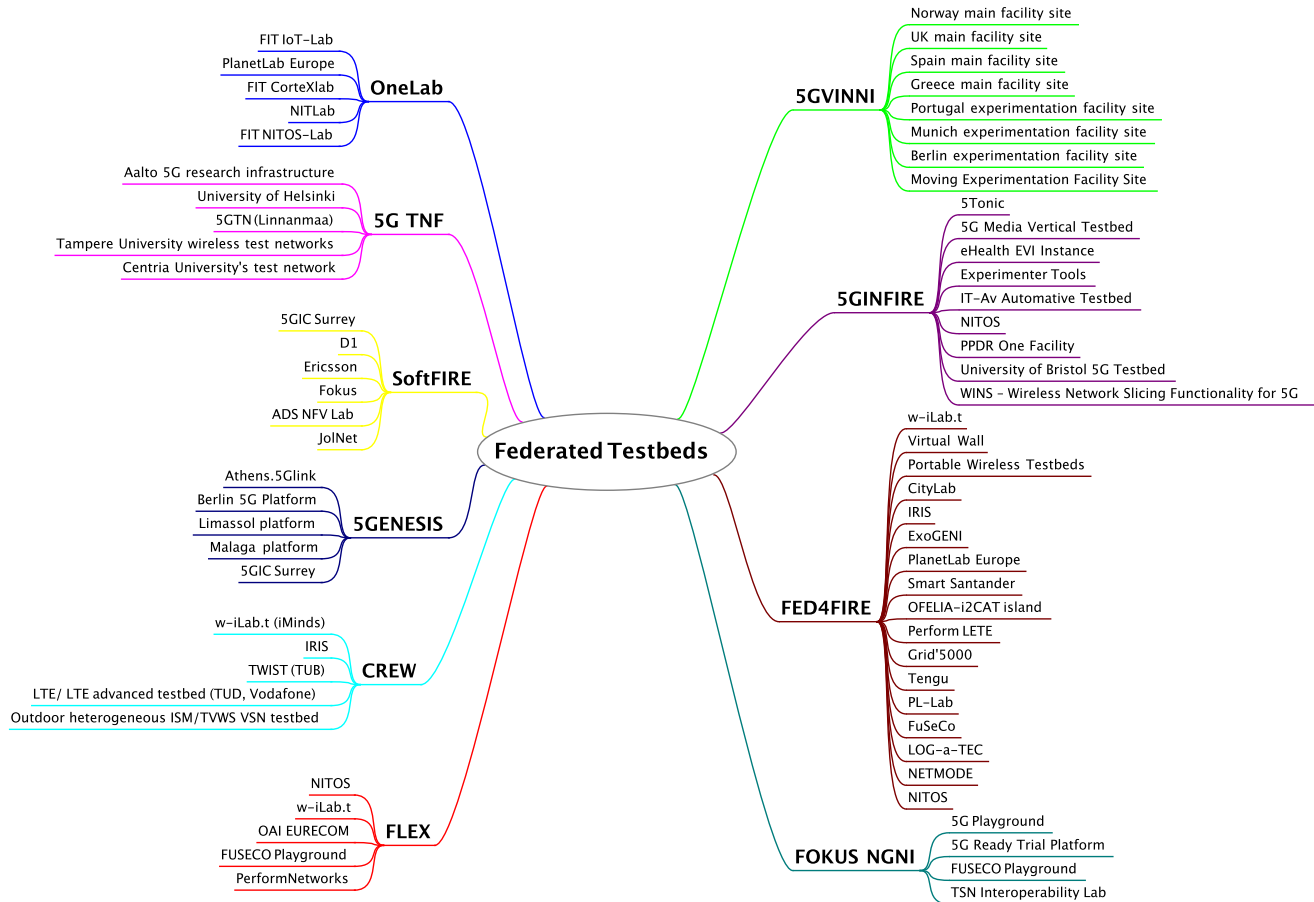 Federated Testbeds
OneLab
FIT IoT-Lab
PlanetLab Europe
FIT CorteXlab
NITLab
FIT NITOS-Lab
5G TNF
Aalto 5G research infrastructure
University of Helsinki
5GTN (Linnanmaa)
Tampere University wireless test networks
Centria University's test network
SoftFIRE
5GIC Surrey
D1
Ericsson
Fokus
ADS NFV Lab
JolNet
5GENESIS
Athens.5Glink
Berlin 5G Platform
Limassol platform
Malaga platform
5GIC Surrey
CREW
w-iLab.t (iMinds)
IRIS
TWIST (TUB)
LTE/ LTE advanced testbed (TUD, Vodafone)
Outdoor heterogeneous ISM/TVWS VSN testbed
FLEX
NITOS
w-iLab.t
OAI EURECOM
FUSECO Playground
PerformNetworks
5GVINNI
Norway main facility site
UK main facility site
Spain main facility site
Greece main facility site
Portugal experimentation facility site
Munich experimentation facility site
Berlin experimentation facility site
Moving Experimentation Facility Site
5GINFIRE
5Tonic
5G Media Vertical Testbed
eHealth EVI Instance
Experimenter Tools
IT-Av Automative Testbed
NITOS
PPDR One Facility
University of Bristol 5G Testbed
WINS - Wireless Network Slicing Functionality for 5G
FED4FIRE
w-iLab.t
Virtual Wall
Portable Wireless Testbeds
CityLab
IRIS
ExoGENI
PlanetLab Europe
Smart Santander
OFELIA-i2CAT island
Perform LETE
Grid'5000
Tengu
PL-Lab
FuSeCo
LOG-a-TEC
NETMODE
NITOS
FOKUS NGNI
5G Playground
5G Ready Trial Platform
FUSECO Playground
TSN Interoperability Lab